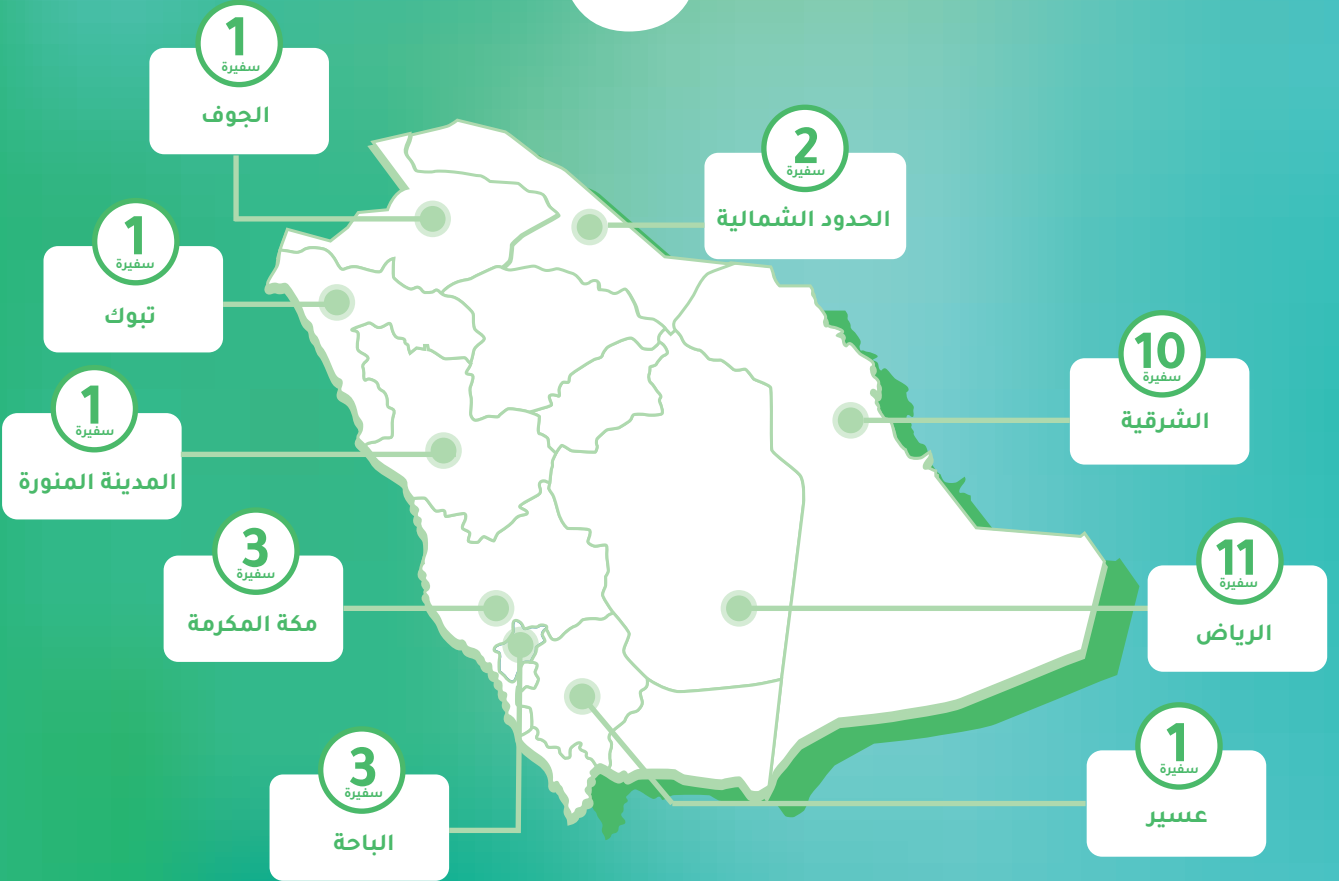 1
سفيرة
الجوف
2
سفيرة
الحدود الشمالية
1
سفيرة
تبوك
10
سفيرة
الشرقية
1
سفيرة
المدينة المنورة
3
سفيرة
مكة المكرمة
11
سفيرة
الرياض
1
سفيرة
عسير
3
سفيرة
الباحة